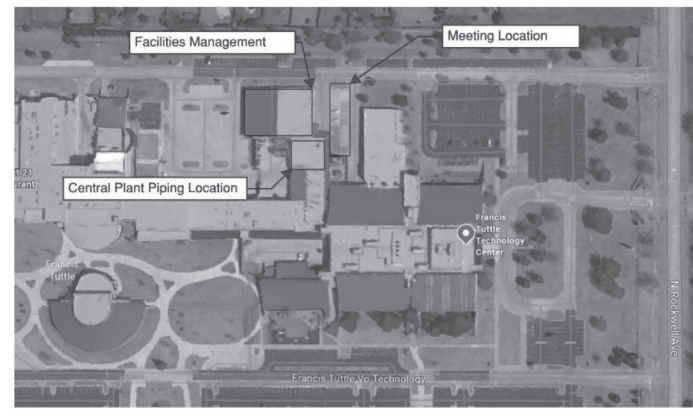 Facilities Management
Meeting Location
Central Plant Piping Location
Francis
Tuttle
Technology
Center
Francis
Tuttle
N Rockwell Ave
Francis Tuttle Vo Technology